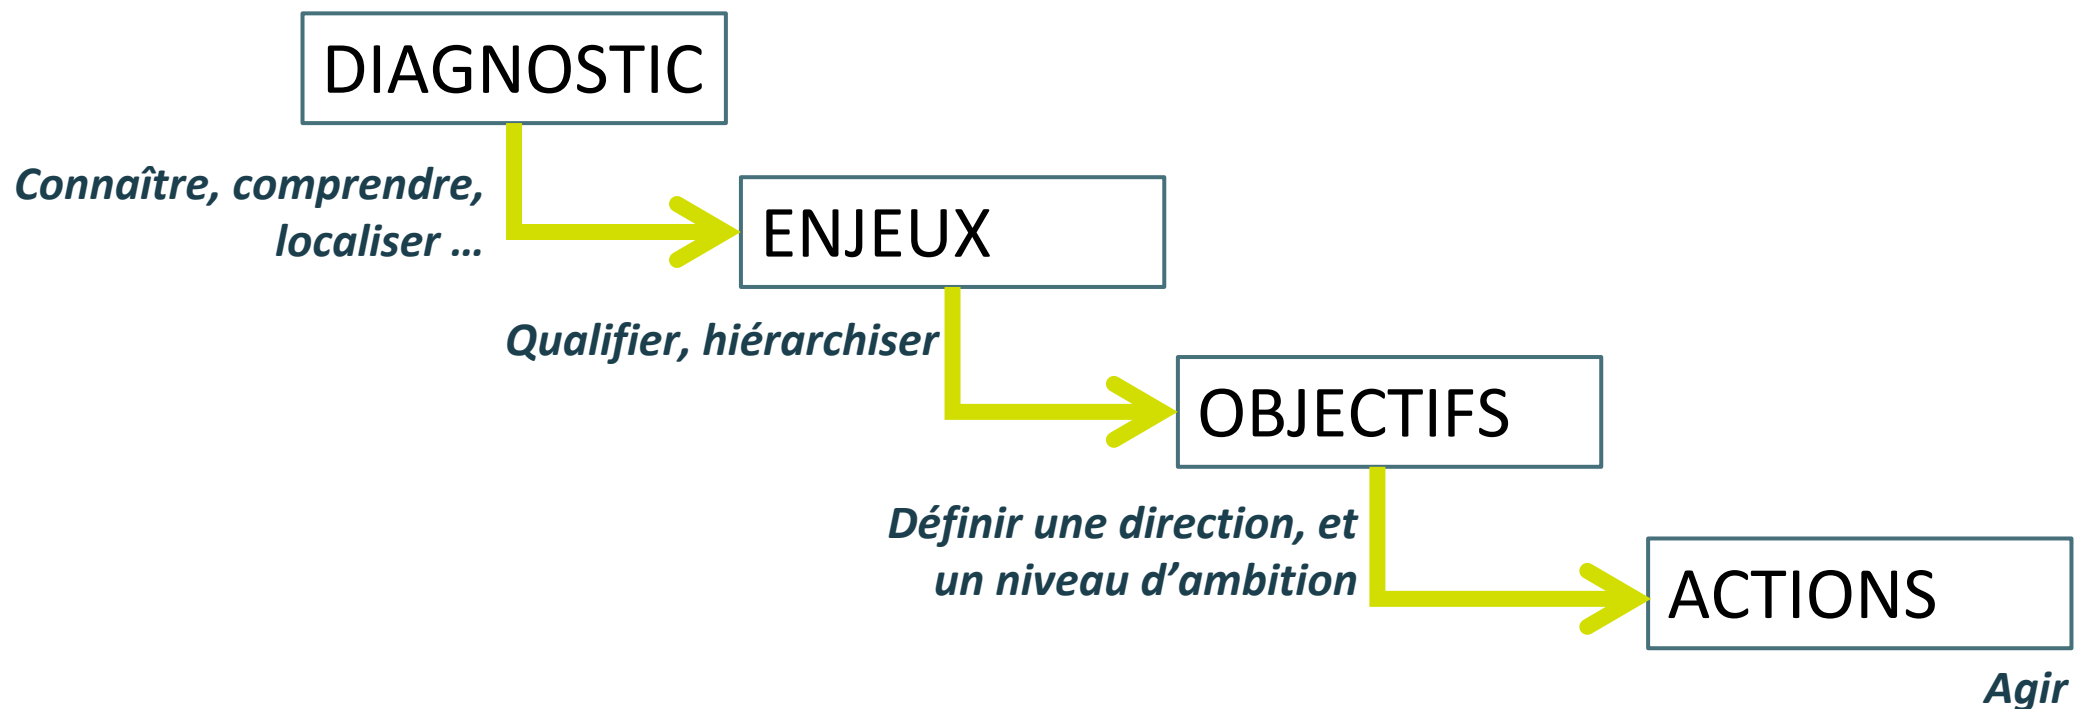 DIAGNOSTIC
Connaître, comprendre,
localiser …
ENJEUX
Qualifier, hiérarchiser
OBJECTIFS
Définir une direction, et
un niveau d’ambition
ACTIONS
Agir